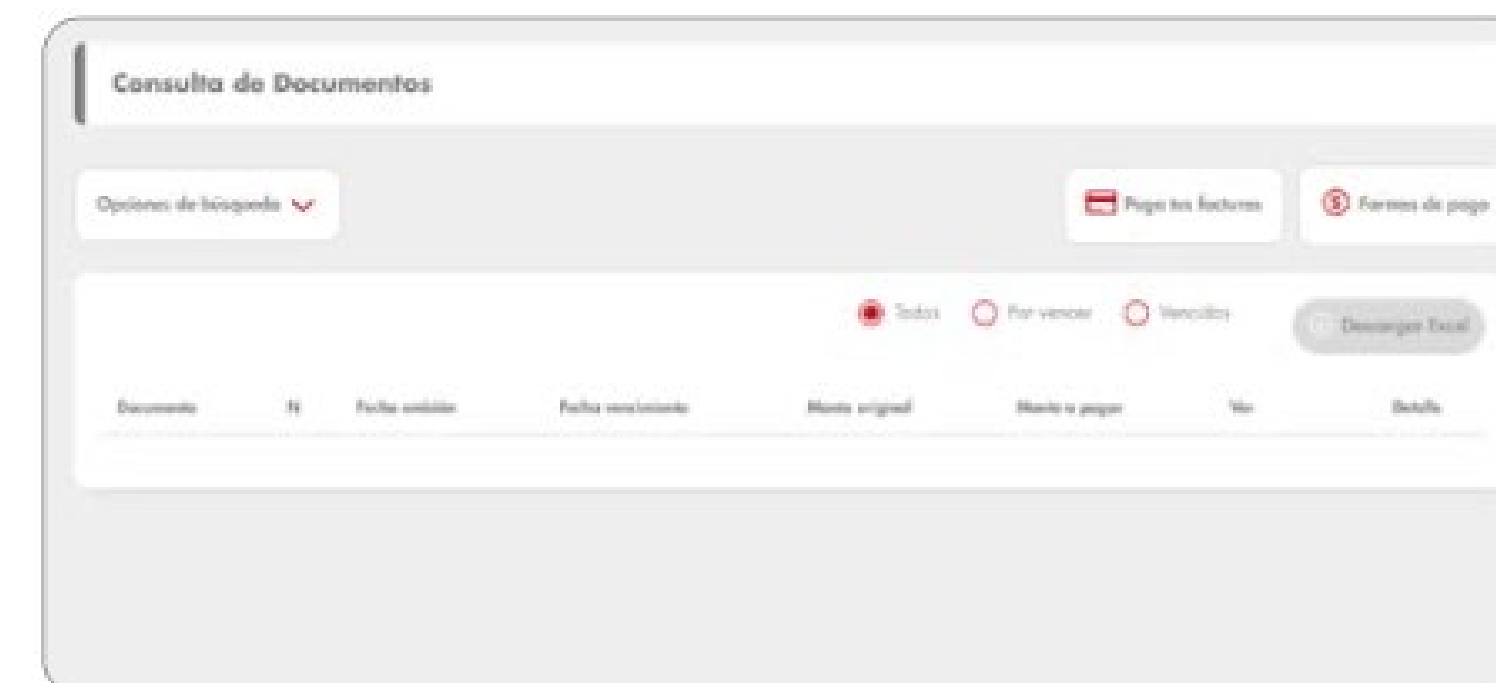 Consulta de Documentos
Opciones de búsqueda
Paga tus facturas
Formas de pago
Todos
Por vencer
Vencidos
Descargar Excel
Documento N Fecha emisión Fecha vencimiento Monto original Monto a pagar Ver Detalle